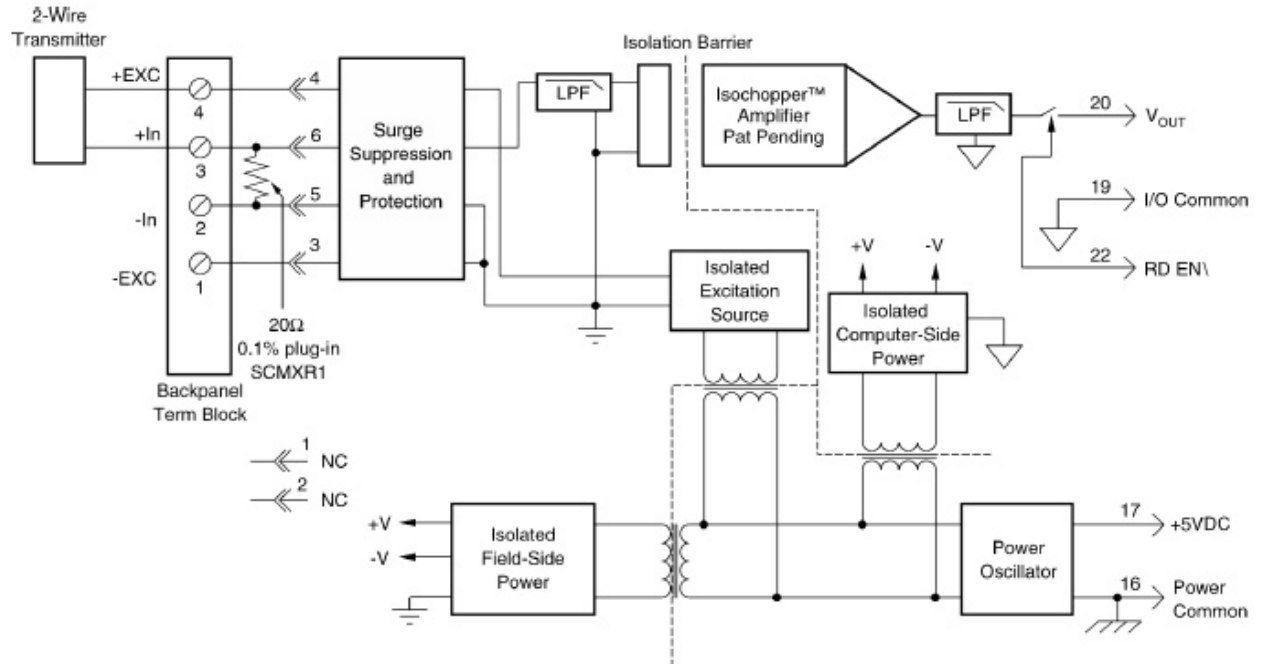 2-Wire
Transmitter
+EXC
4
4
+In
3
6
-In
2
5
-EXC
1
3
20Ω
0.1% plug-in
SCMXR1
Backpanel
Term Block
Surge
Suppression
and
Protection
LPF
Isolation Barrier
Isochopper™
Amplifier
Pat Pending
LPF
20
VOUT
19
I/O Common
22
RD EN\
Isolated
Excitation
Source
+V
-V
Isolated
Computer-Side
Power
1
NC
2
NC
+V
-V
Isolated
Field-Side
Power
Power
Oscillator
17
+5VDC
16
Power
Common